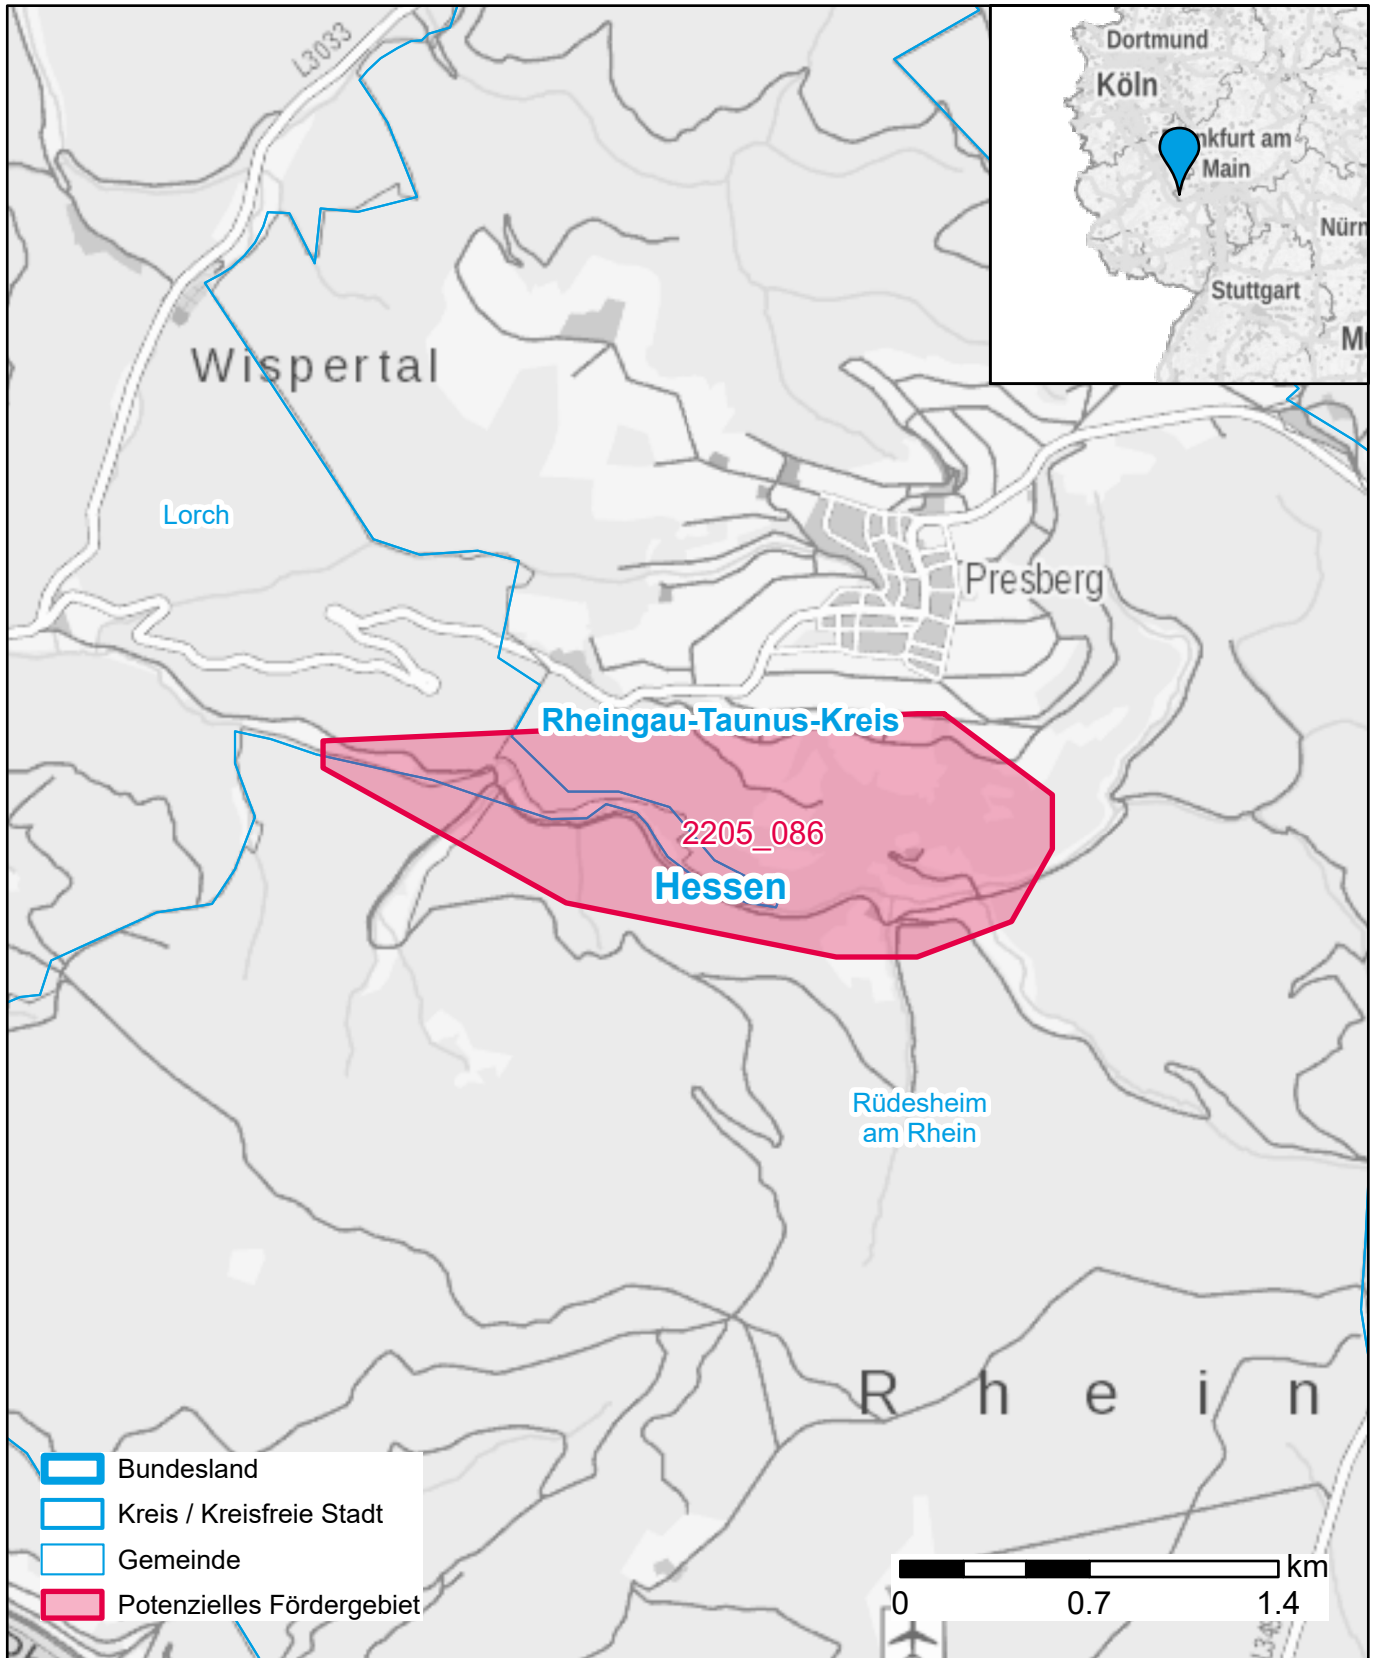 L3033
Dortmund
Köln
nkfurt am
Main
Nürn
Stuttgart
Wispertal
Lorch
Presberg
Rheingau-Taunus-Kreis
2205_086
Hessen
Rüdesheim
am Rhein
Rhein
Bundesland
Kreis / Kreisfreie Stadt
Gemeinde
Potenzielles Fördergebiet
km
0 0.7 1.4